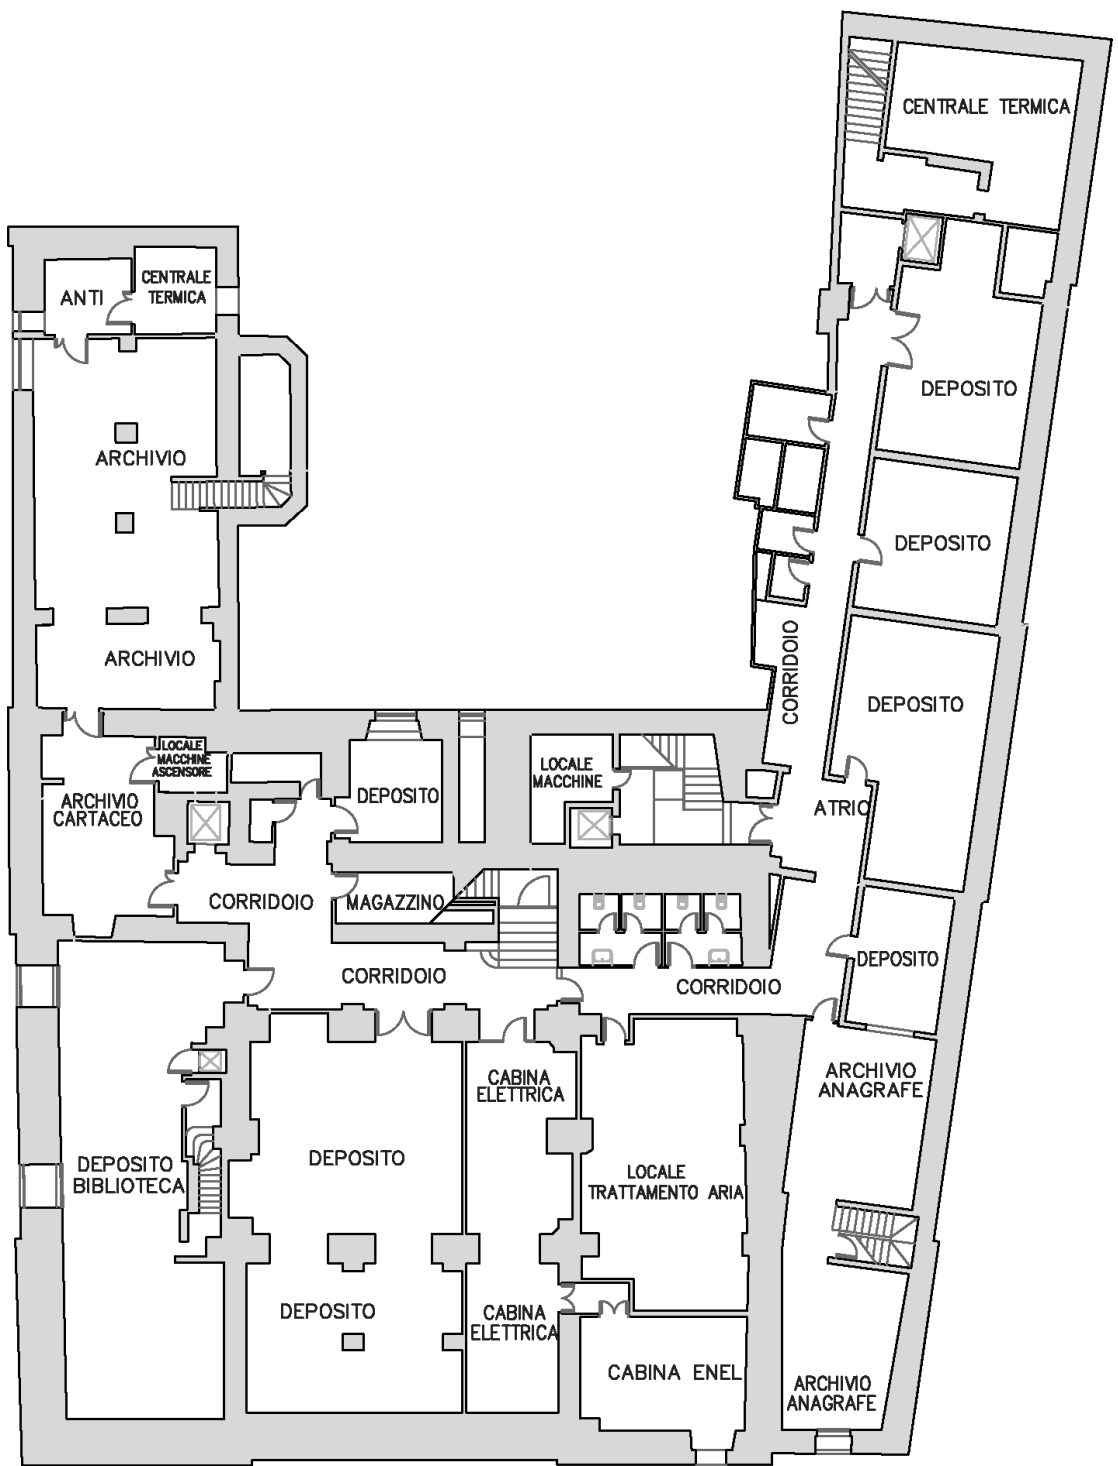 CENTRALE TERMICA
CENTRALE
TERMICA
ANTI
DEPOSITO
ARCHIVIO
DEPOSITO
ARCHIVIO
CORRIDOIO
DEPOSITO
LOCALE
MACCHINE
ASCENSORE
LOCALE
MACCHINE
ARCHIVIO
CARTACEO
DEPOSITO
ATRIO
CORRIDOIO
MAGAZZINO
CORRIDOIO
CORRIDOIO
DEPOSITO
ARCHIVIO
ANAGRAFE
CABINA
ELETTRICA
DEPOSITO
BIBLIOTECA
DEPOSITO
LOCALE
TRATTAMENTO ARIA
DEPOSITO
CABINA
ELETTRICA
CABINA ENEL
ARCHIVIO
ANAGRAFE